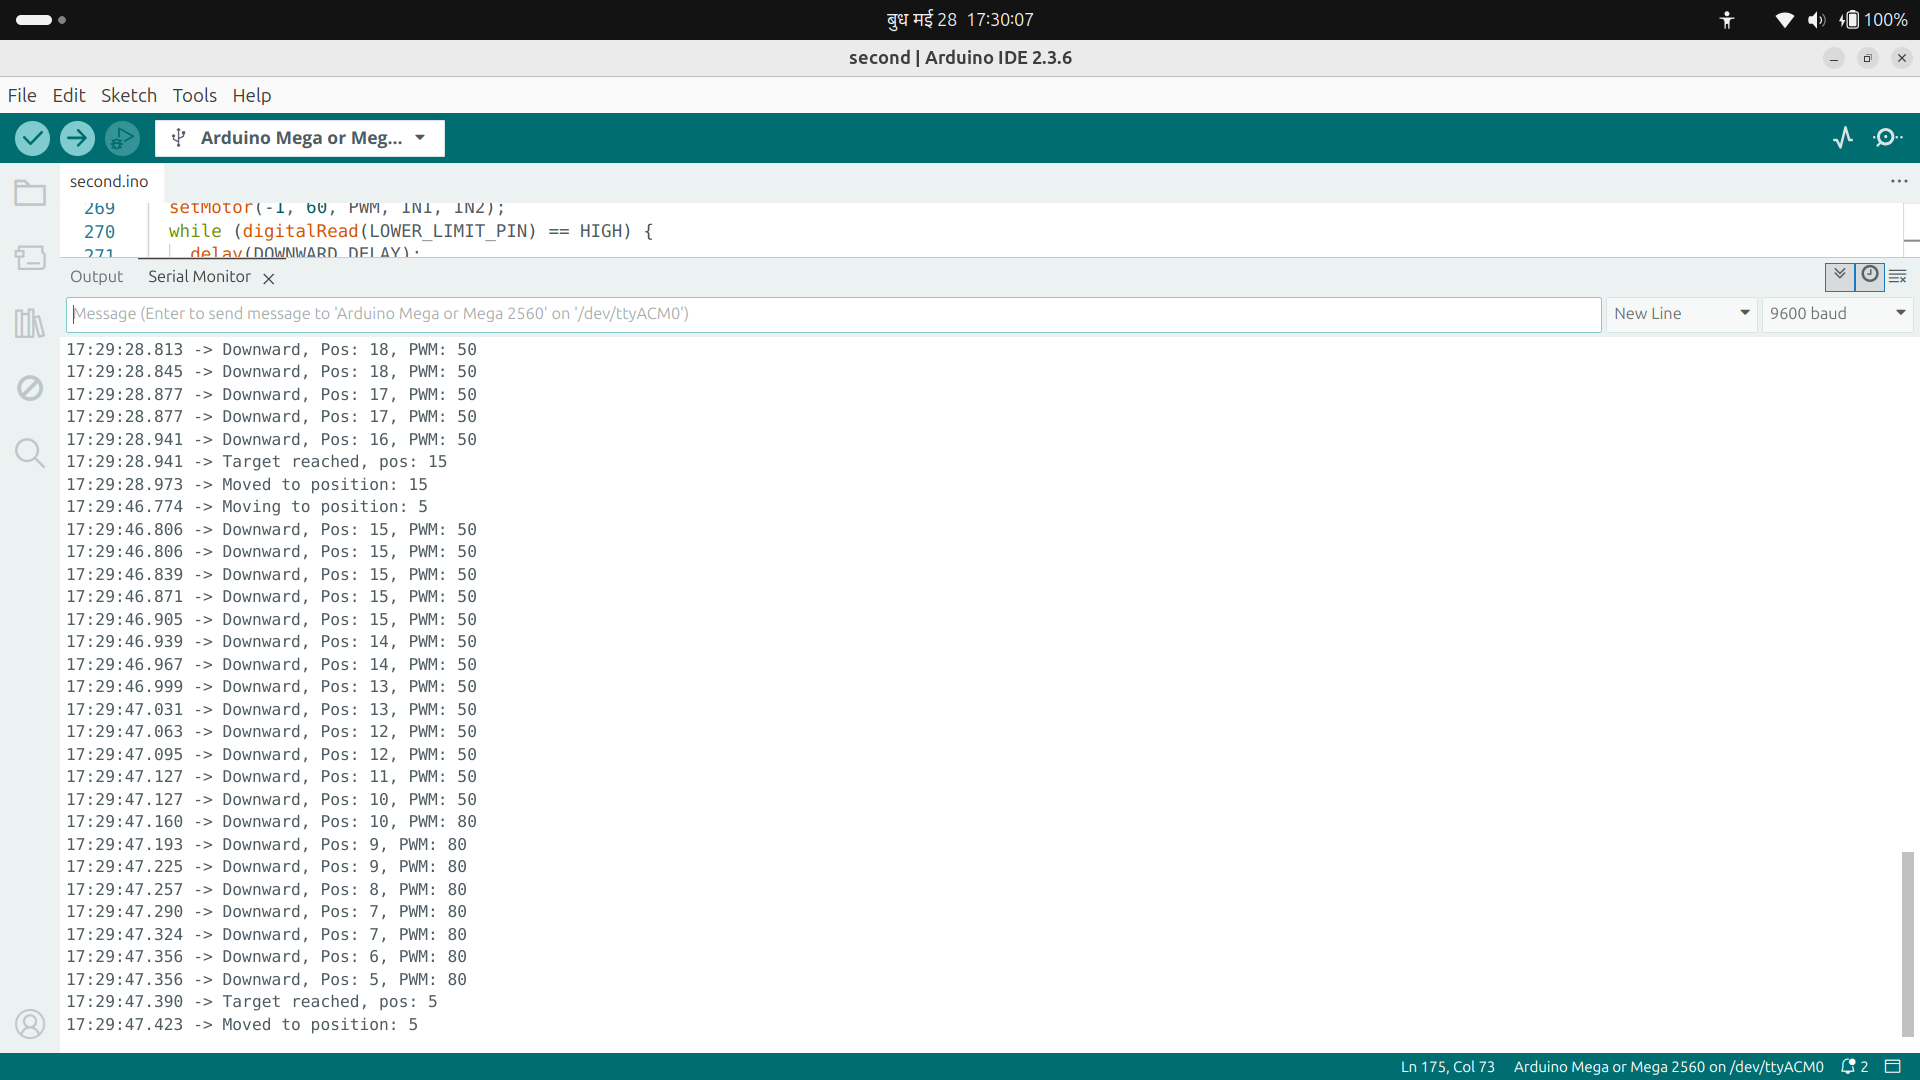 बुध मई 28 17:30:07
100%
second | Arduino IDE 2.3.6
File Edit Sketch Tools Help
Arduino Mega or Meg...
second.ino
269 setMotor(-1, 60, PWM, IN1, IN2);
270 while (digitalRead(LOWER_LIMIT_PIN) == HIGH) {
271 delay(DOWNWARD_DELAY);
Output Serial Monitor
Message (Enter to send message to 'Arduino Mega or Mega 2560' on '/dev/ttyACM0')
New Line
9600 baud
17:29:28.813 -> Downward, Pos: 18, PWM: 50
17:29:28.845 -> Downward, Pos: 18, PWM: 50
17:29:28.877 -> Downward, Pos: 17, PWM: 50
17:29:28.877 -> Downward, Pos: 17, PWM: 50
17:29:28.941 -> Downward, Pos: 16, PWM: 50
17:29:28.941 -> Target reached, pos: 15
17:29:28.973 -> Moved to position: 15
17:29:46.774 -> Moving to position: 5
17:29:46.806 -> Downward, Pos: 15, PWM: 50
17:29:46.806 -> Downward, Pos: 15, PWM: 50
17:29:46.839 -> Downward, Pos: 15, PWM: 50
17:29:46.871 -> Downward, Pos: 15, PWM: 50
17:29:46.905 -> Downward, Pos: 15, PWM: 50
17:29:46.939 -> Downward, Pos: 14, PWM: 50
17:29:46.967 -> Downward, Pos: 14, PWM: 50
17:29:46.999 -> Downward, Pos: 13, PWM: 50
17:29:47.031 -> Downward, Pos: 13, PWM: 50
17:29:47.063 -> Downward, Pos: 12, PWM: 50
17:29:47.095 -> Downward, Pos: 12, PWM: 50
17:29:47.127 -> Downward, Pos: 11, PWM: 50
17:29:47.127 -> Downward, Pos: 10, PWM: 50
17:29:47.160 -> Downward, Pos: 10, PWM: 80
17:29:47.193 -> Downward, Pos: 9, PWM: 80
17:29:47.225 -> Downward, Pos: 9, PWM: 80
17:29:47.257 -> Downward, Pos: 8, PWM: 80
17:29:47.290 -> Downward, Pos: 7, PWM: 80
17:29:47.324 -> Downward, Pos: 7, PWM: 80
17:29:47.356 -> Downward, Pos: 6, PWM: 80
17:29:47.356 -> Downward, Pos: 5, PWM: 80
17:29:47.390 -> Target reached, pos: 5
17:29:47.423 -> Moved to position: 5
Ln 175, Col 73 Arduino Mega or Mega 2560 on /dev/ttyACM0 2